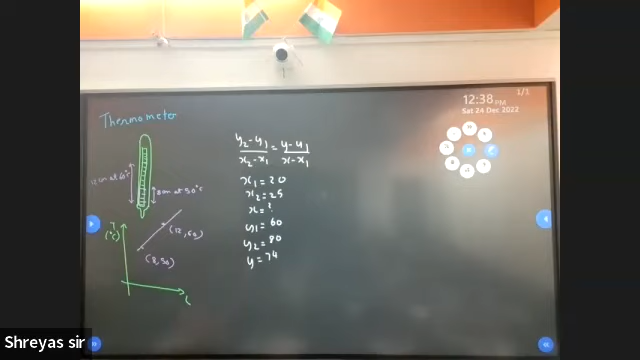 1/1
12:38 PM
Sat 24 Dec 2022
Thermometer
12 cm at 60°C
8 cm at 50°C
T
(°C)
(12,60)
(8,50)
L
y2-y1/x2-x1 = y-y1/x-x1
x1=20
x2=25
x=?
y1=60
y2=80
y=74
Shreyas sir